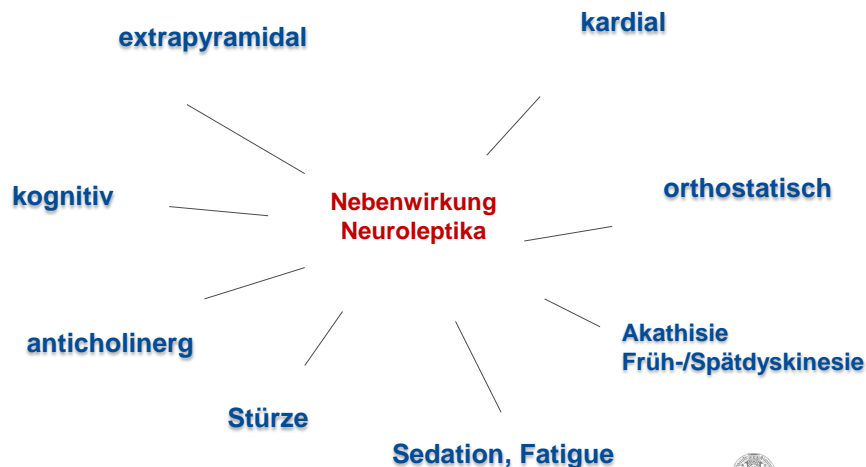 extrapyramidal
kardial
kognitiv
Nebenwirkung
Neuroleptika
orthostatisch
anticholinerg
Akathisie
Früh-/Spätdyskinesie
Stürze
Sedation, Fatigue